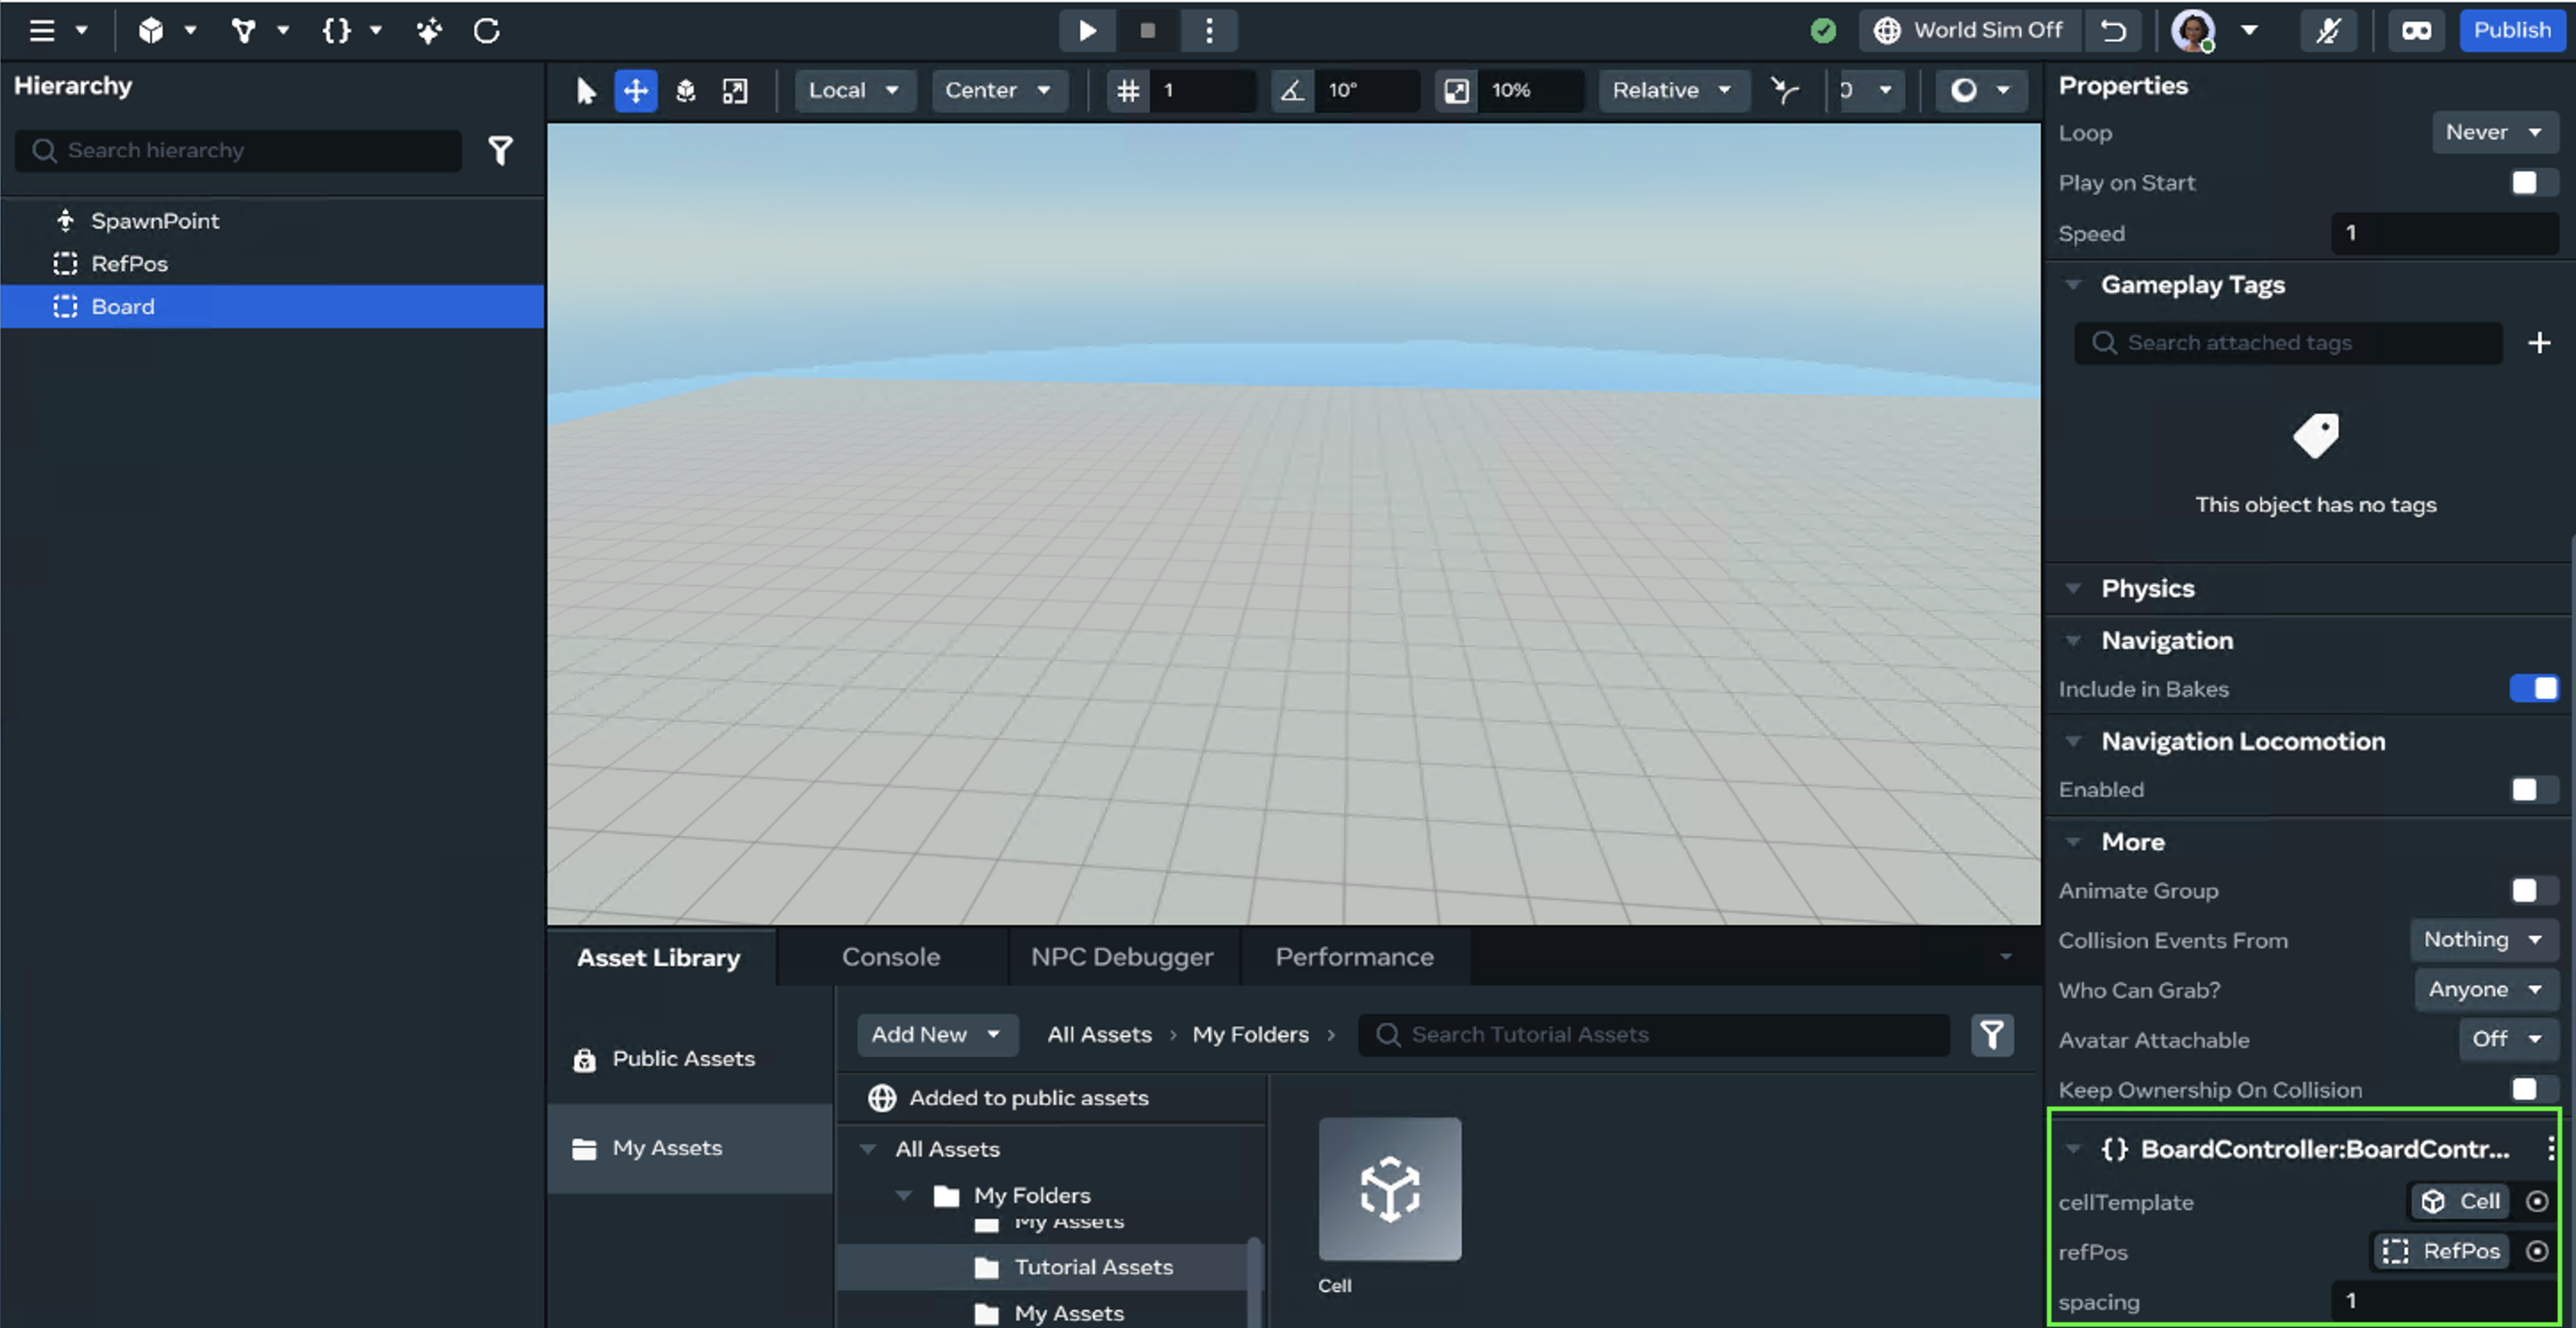 World Sim Off
Publish
Hierarchy
Search hierarchy
SpawnPoint
RefPos
Board
Local
Center
1
10°
10%
Relative
Properties
Loop
Never
Play on Start
Speed
1
Gameplay Tags
Search attached tags
This object has no tags
Physics
Navigation
Include in Bakes
Navigation Locomotion
Enabled
More
Animate Group
Collision Events From
Nothing
Who Can Grab?
Anyone
Avatar Attachable
Off
Keep Ownership On Collision
{} BoardController:BoardContr...
cellTemplate
Cell
refPos
RefPos
spacing
1
Asset Library
Console
NPC Debugger
Performance
Public Assets
My Assets
Add New
All Assets > My Folders >
Search Tutorial Assets
Added to public assets
All Assets
My Folders
My Assets
Tutorial Assets
My Assets
Cell